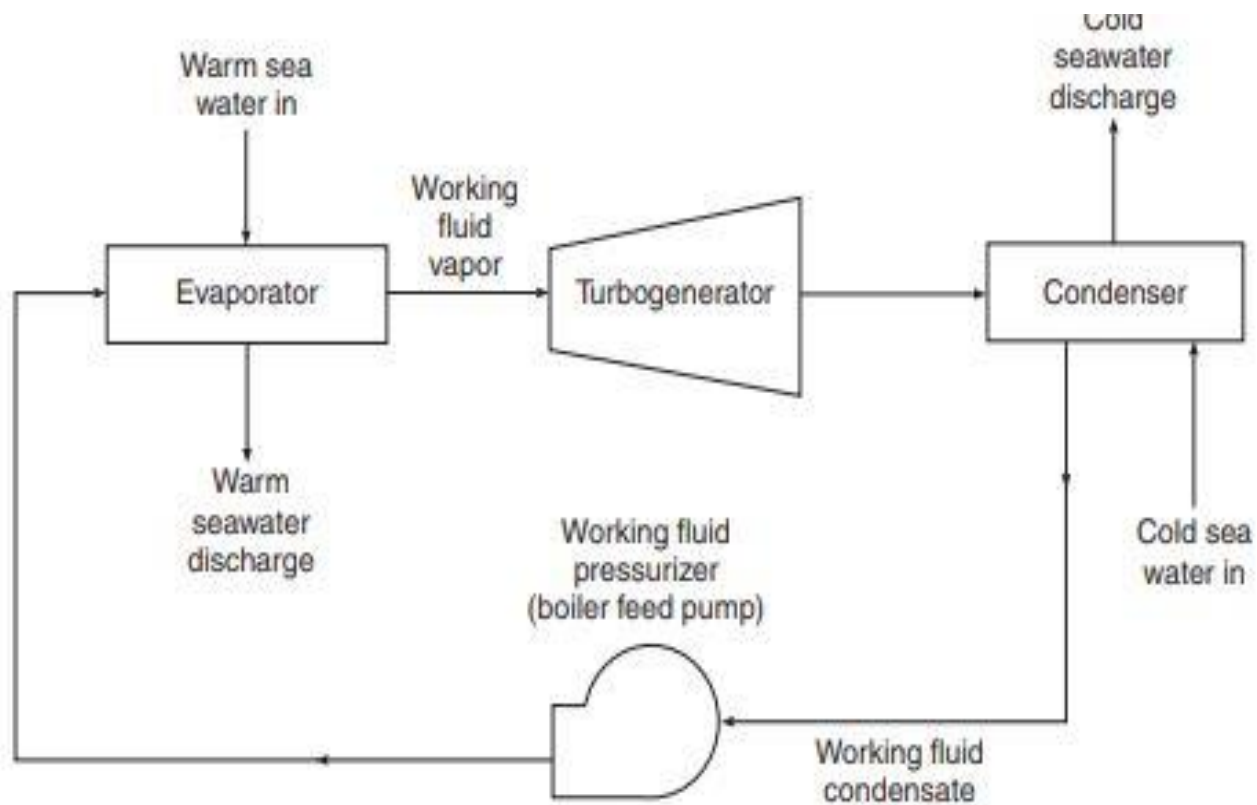 Warm sea
water in
Working
fluid
vapor
Cold
seawater
discharge
Evaporator
Turbogenerator
Condenser
Warm
seawater
discharge
Working fluid
pressurizer
(boiler feed pump)
Cold sea
water in
Working fluid
condensate